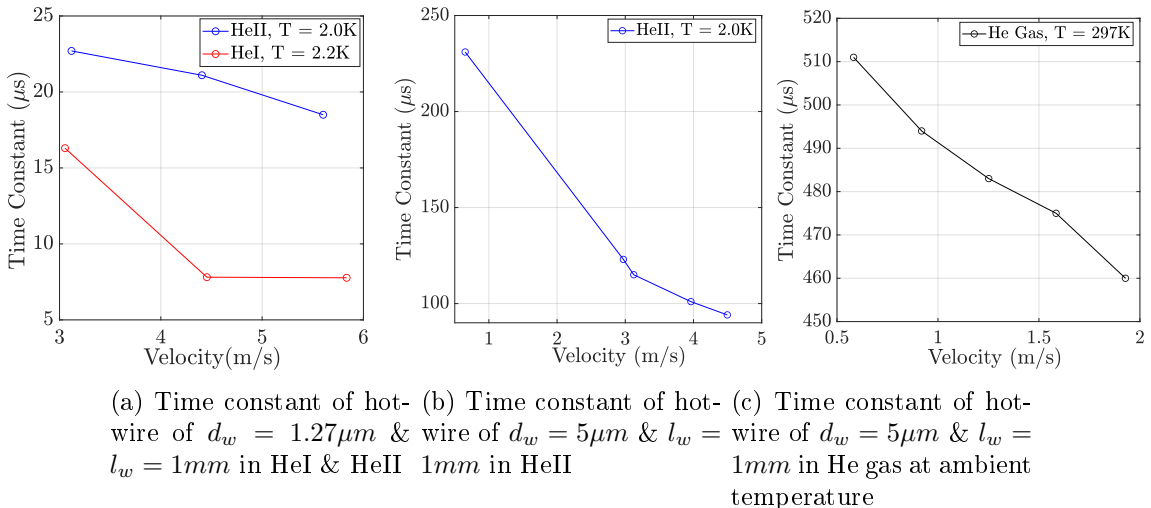 25
20
15
10
5
3
4
5
6
Time Constant (μs)
Velocity(m/s)
HeII, T = 2.0K
HeI, T = 2.2K
250
200
150
100
1
2
3
4
5
Time Constant (μs)
Velocity (m/s)
HeII, T = 2.0K
520
510
500
490
480
470
460
450
0.5
1
1.5
2
Time Constant (μs)
Velocity (m/s)
He Gas, T = 297K
(a) Time constant of hot-
wire of d_w = 1.27μm &
l_w = 1mm in HeI & HeII
(b) Time constant of hot-
wire of d_w = 5μm & l_w =
1mm in HeII
(c) Time constant of hot-
wire of d_w = 5μm & l_w =
1mm in He gas at ambient
temperature